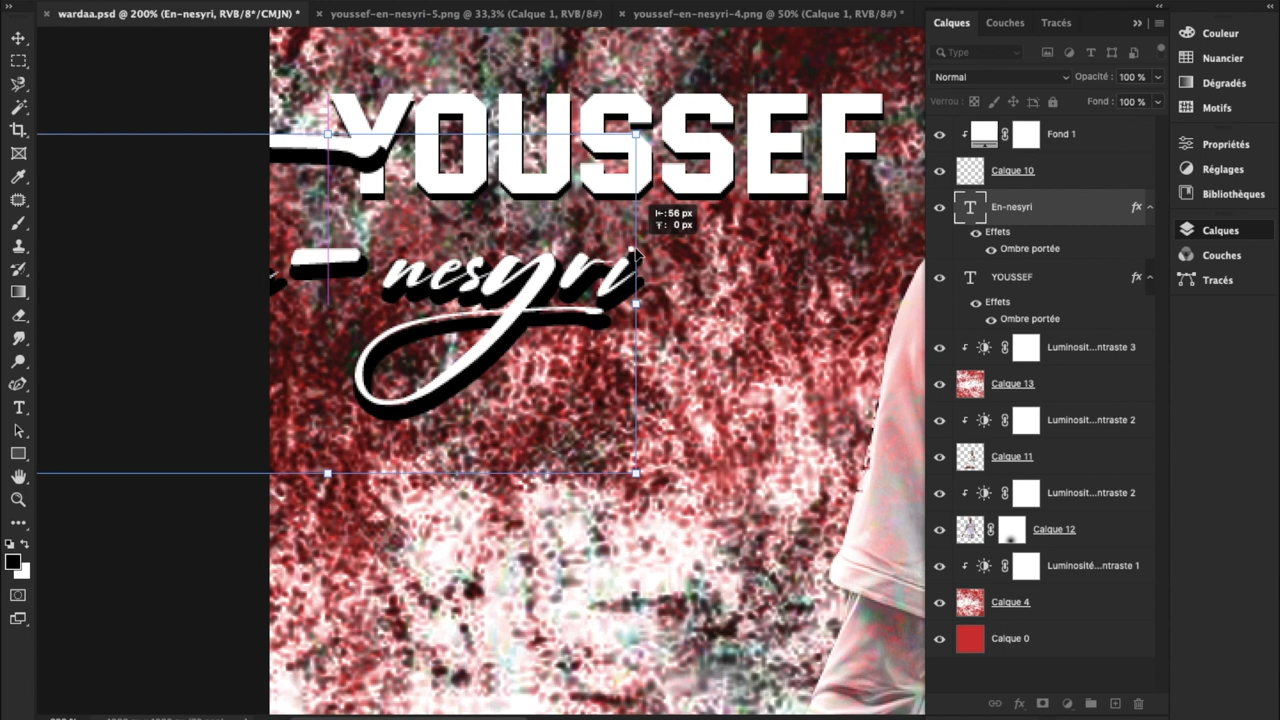 wardaa.psd @ 200% (En-nesyri, RVB/8*/CMJN) *
youssef-en-nesyri-5.png @ 33,3% (Calque 1, RVB/8#)
youssef-en-nesyri-4.png @ 50% (Calque 1, RVB/8#) *
YOUSSEF
- nesyri
56 px
0 px
Calques
Couches
Tracés
Type
Normal
Opacité : 100 %
Verrou :
Fond : 100 %
Fond 1
Calque 10
T
En-nesyri
fx
Effets
Ombre portée
T
YOUSSEF
fx
Effets
Ombre portée
Luminosit...ntraste 3
Calque 13
Luminosit...ntraste 2
Calque 11
Luminosit...ntraste 2
Calque 12
Luminosité...ntraste 1
Calque 4
Calque 0
fx
Couleur
Nuancier
Dégradés
Motifs
Propriétés
Réglages
Bibliothèques
Calques
Couches
Tracés